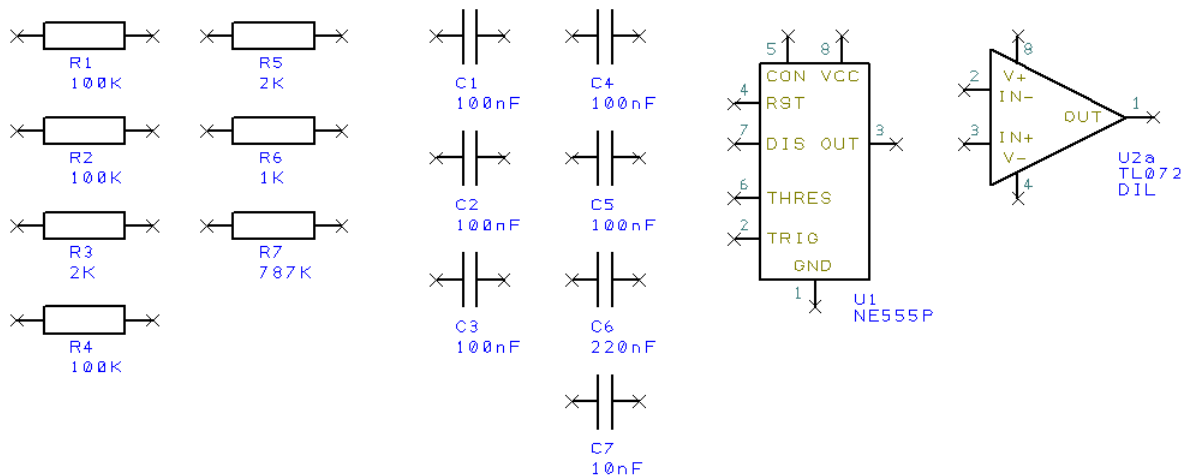 R1
100K
R2
100K
R3
2K
R4
100K
R5
2K
R6
1K
R7
787K
C1
100nF
C2
100nF
C3
100nF
C4
100nF
C5
100nF
C6
220nF
C7
10nF
5 8
CON VCC
4 RST
7 DIS OUT 3
6 THRES
2 TRIG
GND
1
U1
NE555P
8
V+
2 IN-
OUT 1
3 IN+
V-
4
U2a
TL072
DIL